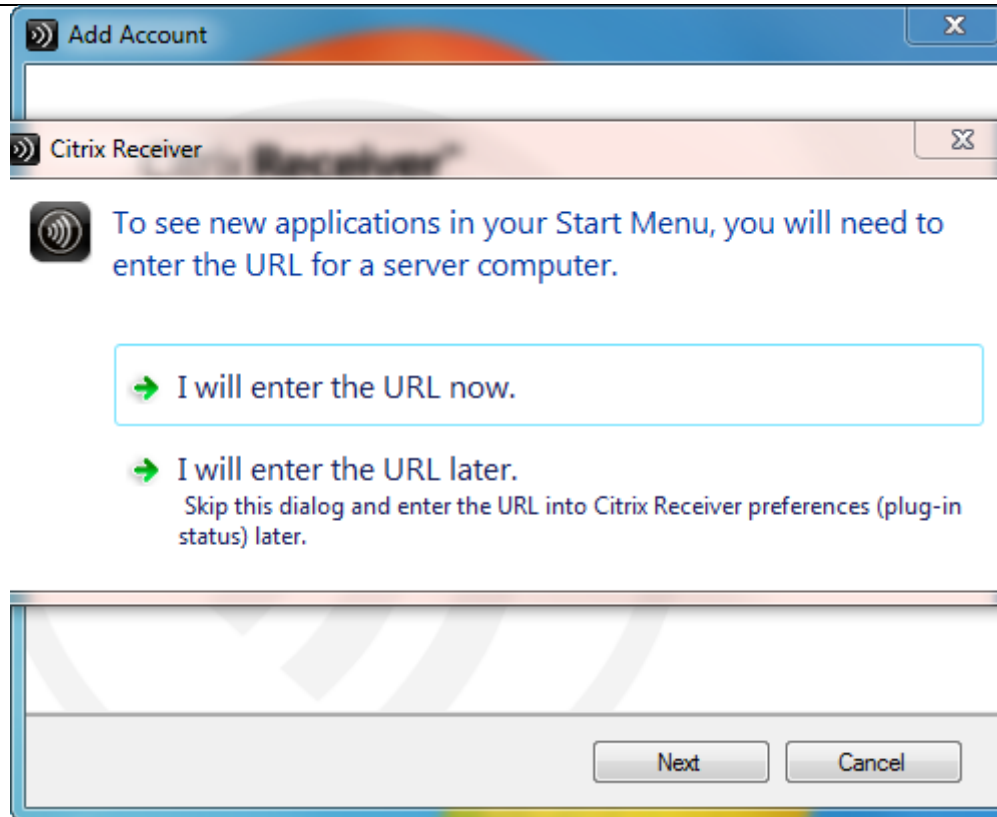 Add Account
Citrix Receiver
To see new applications in your Start Menu, you will need to
enter the URL for a server computer.
I will enter the URL now.
I will enter the URL later.
Skip this dialog and enter the URL into Citrix Receiver preferences (plug-in
status) later.
Next
Cancel